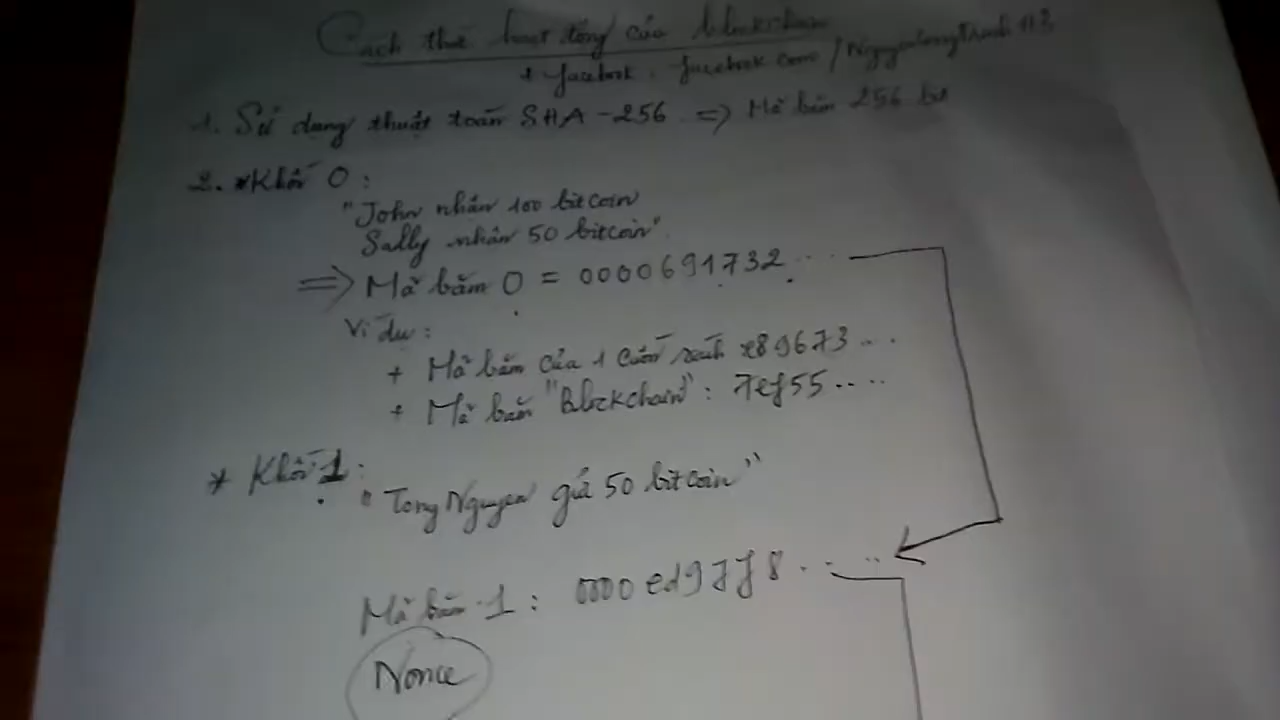 Cách thức hoạt động của blockchain
+ facebook : facebook.com/
1. Sử dụng thuật toán SHA-256 => Mã băm 256 bit
2. *Khối 0 :
"John nhận 100 bitcoin
Sally nhận 50 bitcoin".
=> Mã băm 0 = 0000691732 ....
Ví dụ :
+ Mã băm của 1 cuốn sách e89673 ...
+ Mã băm "Blockchain" : 7ef55....
* Khối 1 :
"Tony Nguyen gửi 50 bitcoin"
Mã băm 1 : 0000ed97f8 ....
Nonce